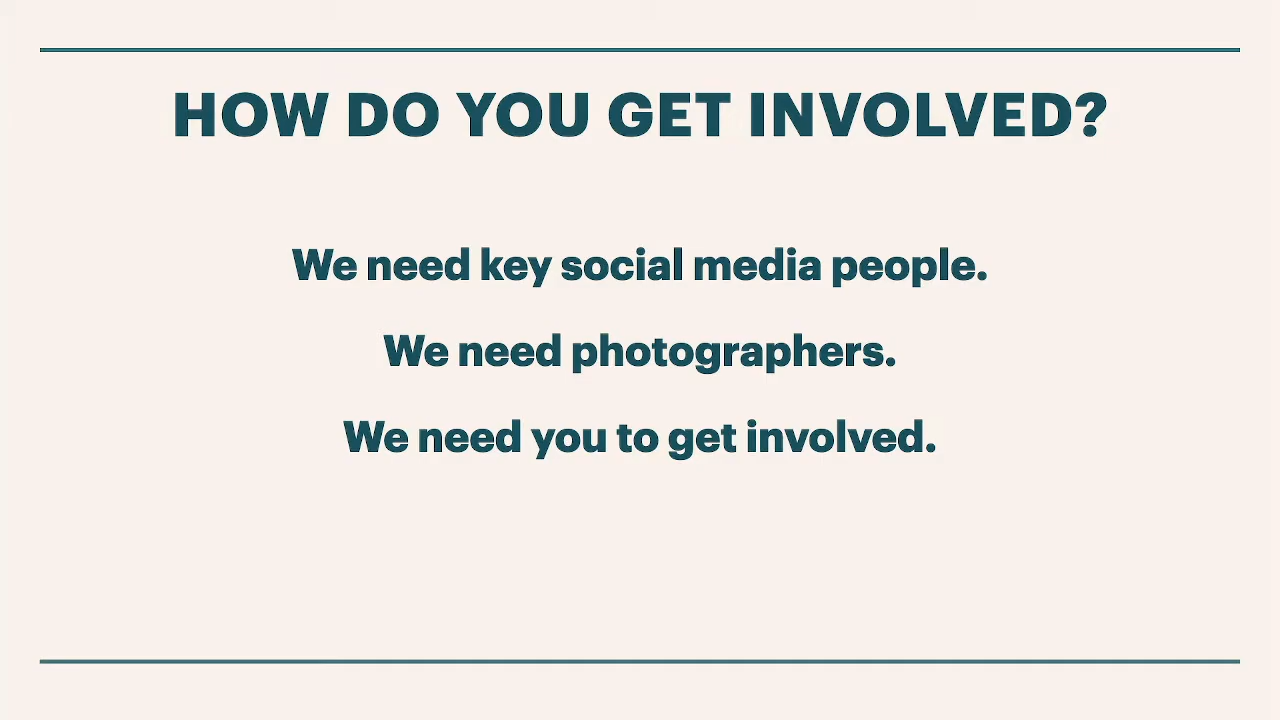 HOW DO YOU GET INVOLVED?
We need key social media people.
We need photographers.
We need you to get involved.